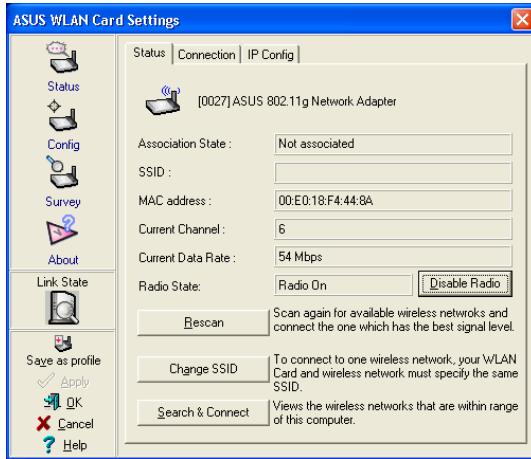 ASUS WLAN Card Settings
Status
Config
Survey
About
Link State
Save as profile
Apply
OK
Cancel
Help
Status Connection IP Config
[0027] ASUS 802.11g Network Adapter
Association State : Not associated
SSID :
MAC address : 00:E0:18:F4:44:8A
Current Channel : 6
Current Data Rate : 54 Mbps
Radio State: Radio On Disable Radio
Rescan
Scan again for available wireless netwroks and
connect the one which has the best signal level.
Change SSID
To connect to one wireless network, your WLAN
Card and wireless network must specify the same
SSID.
Search & Connect
Views the wireless networks that are within range
of this computer.